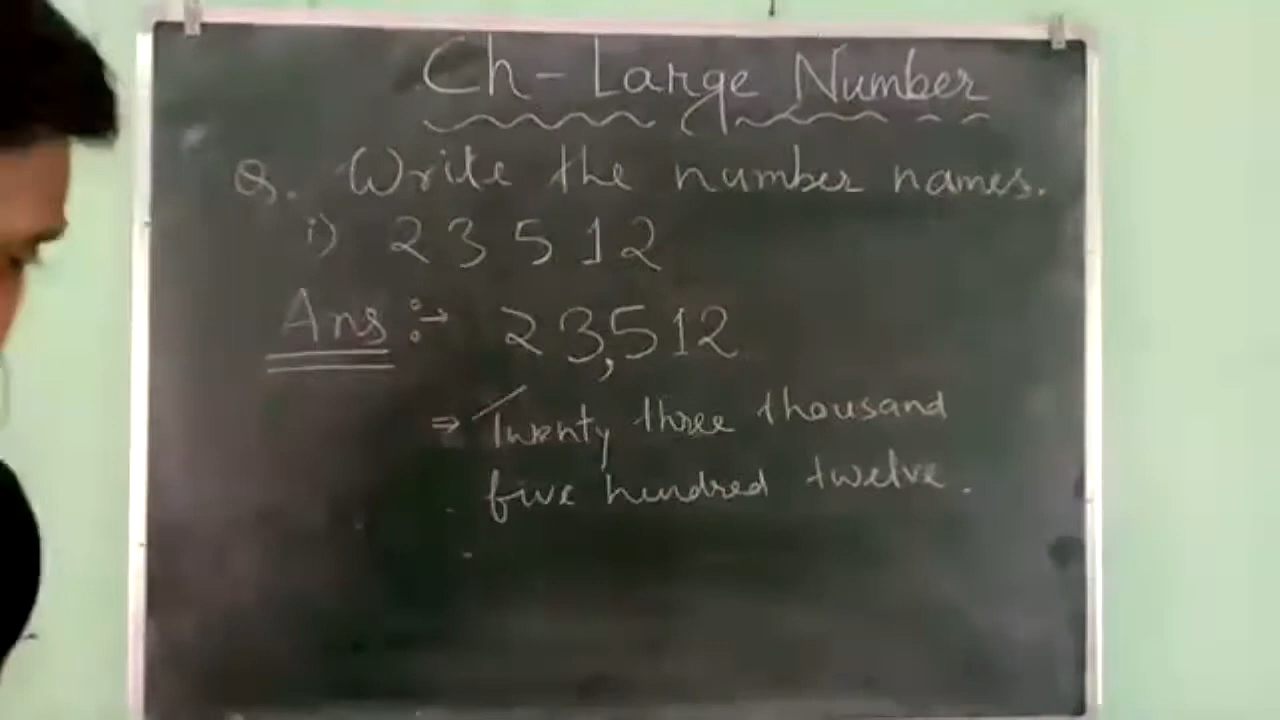 Ch - Large Number
Q. Write the number names.
i) 23512
Ans :→ 23,512
⇒ Twenty three thousand
five hundred twelve.